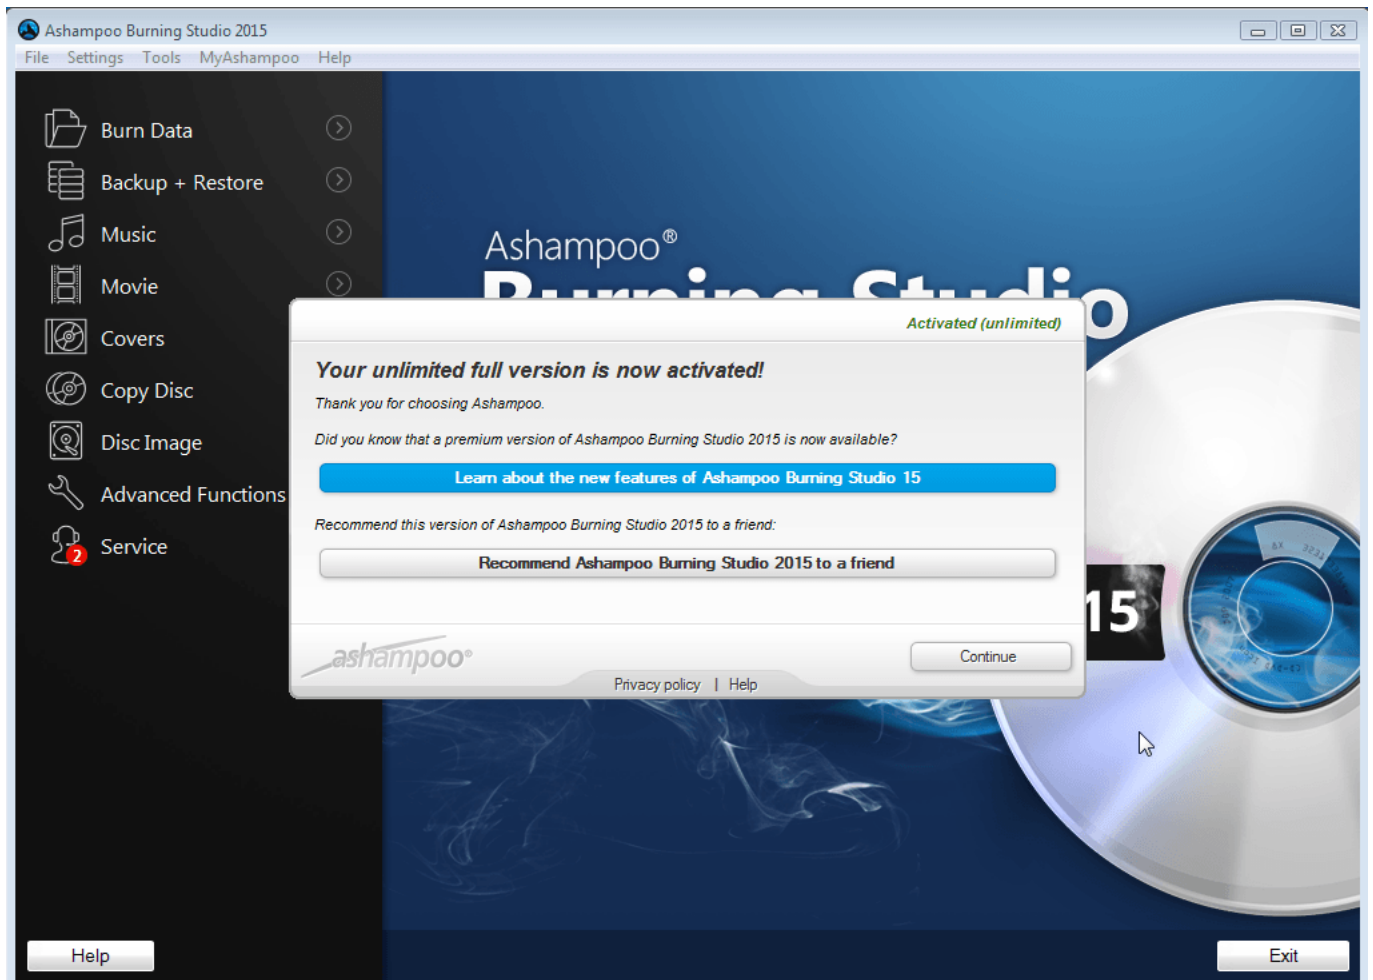 Ashampoo Burning Studio 2015
File Settings Tools MyAshampoo Help
Burn Data
Backup + Restore
Music
Movie
Covers
Copy Disc
Disc Image
Advanced Functions
Service
2
Ashampoo®
Burning Studio
Activated (unlimited)
Your unlimited full version is now activated!
Thank you for choosing Ashampoo.
Did you know that a premium version of Ashampoo Burning Studio 2015 is now available?
Learn about the new features of Ashampoo Burning Studio 15
Recommend this version of Ashampoo Burning Studio 2015 to a friend:
Recommend Ashampoo Burning Studio 2015 to a friend
15
ashampoo®
Continue
Privacy policy | Help
Help
Exit